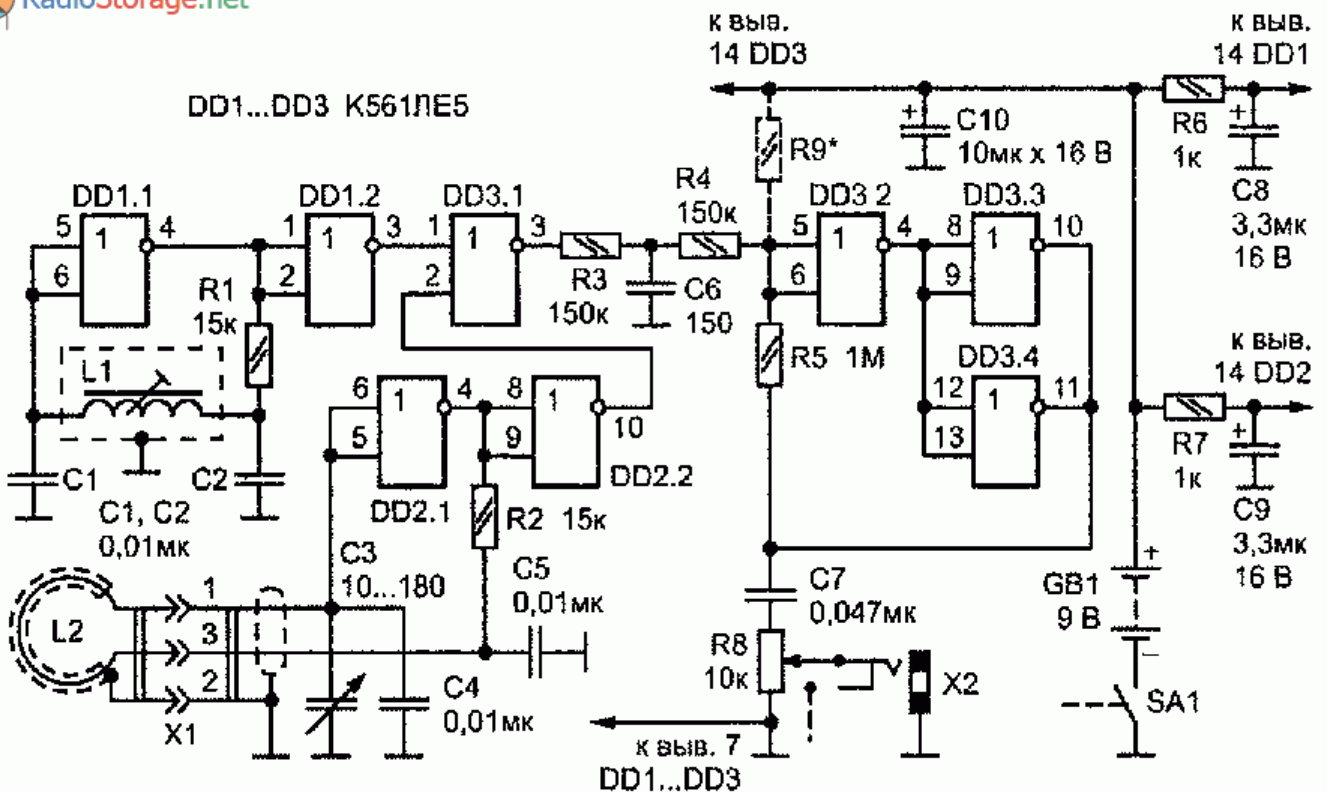 RadioStorage.net
к выв.
14 DD3
к выв.
14 DD1
DD1...DD3 К561ЛЕ5
+
C10
10мк x 16 В
R6
1к
+
C8
3,3мк
16 В
R9*
R4
150к
DD1.1
5
6
1
4
DD1.2
1
2
1
3
DD3.1
1
2
1
3
R3
150к
C6
150
DD3 2
5
6
1
4
DD3.3
8
9
1
10
R1
15к
R5 1М
DD3.4
12
13
1
11
к выв.
14 DD2
L1
6
5
1
4
DD2.1
8
9
1
10
DD2.2
R7
1к
+
C9
3,3мк
16 В
C1
C2
C1, C2
0,01мк
R2 15к
C3
10...180
C5
0,01мк
C7
0,047мк
GB1
9 В
+
–
L2
1
3
2
X1
C4
0,01мк
R8
10к
X2
SA1
к выв. 7
DD1...DD3